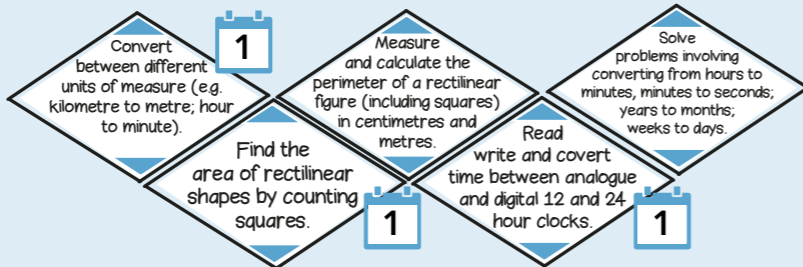 Convert
between different
units of measure (e.g.
kilometre to metre; hour
to minute).
1
Measure
and calculate the
perimeter of a rectilinear
figure (including squares)
in centimetres and
metres.
Solve
problems involving
converting from hours to
minutes, minutes to seconds;
years to months;
weeks to days.
Find the
area of rectilinear
shapes by counting
squares.
1
Read
write and covert
time between analogue
and digital 12 and 24
hour clocks.
1